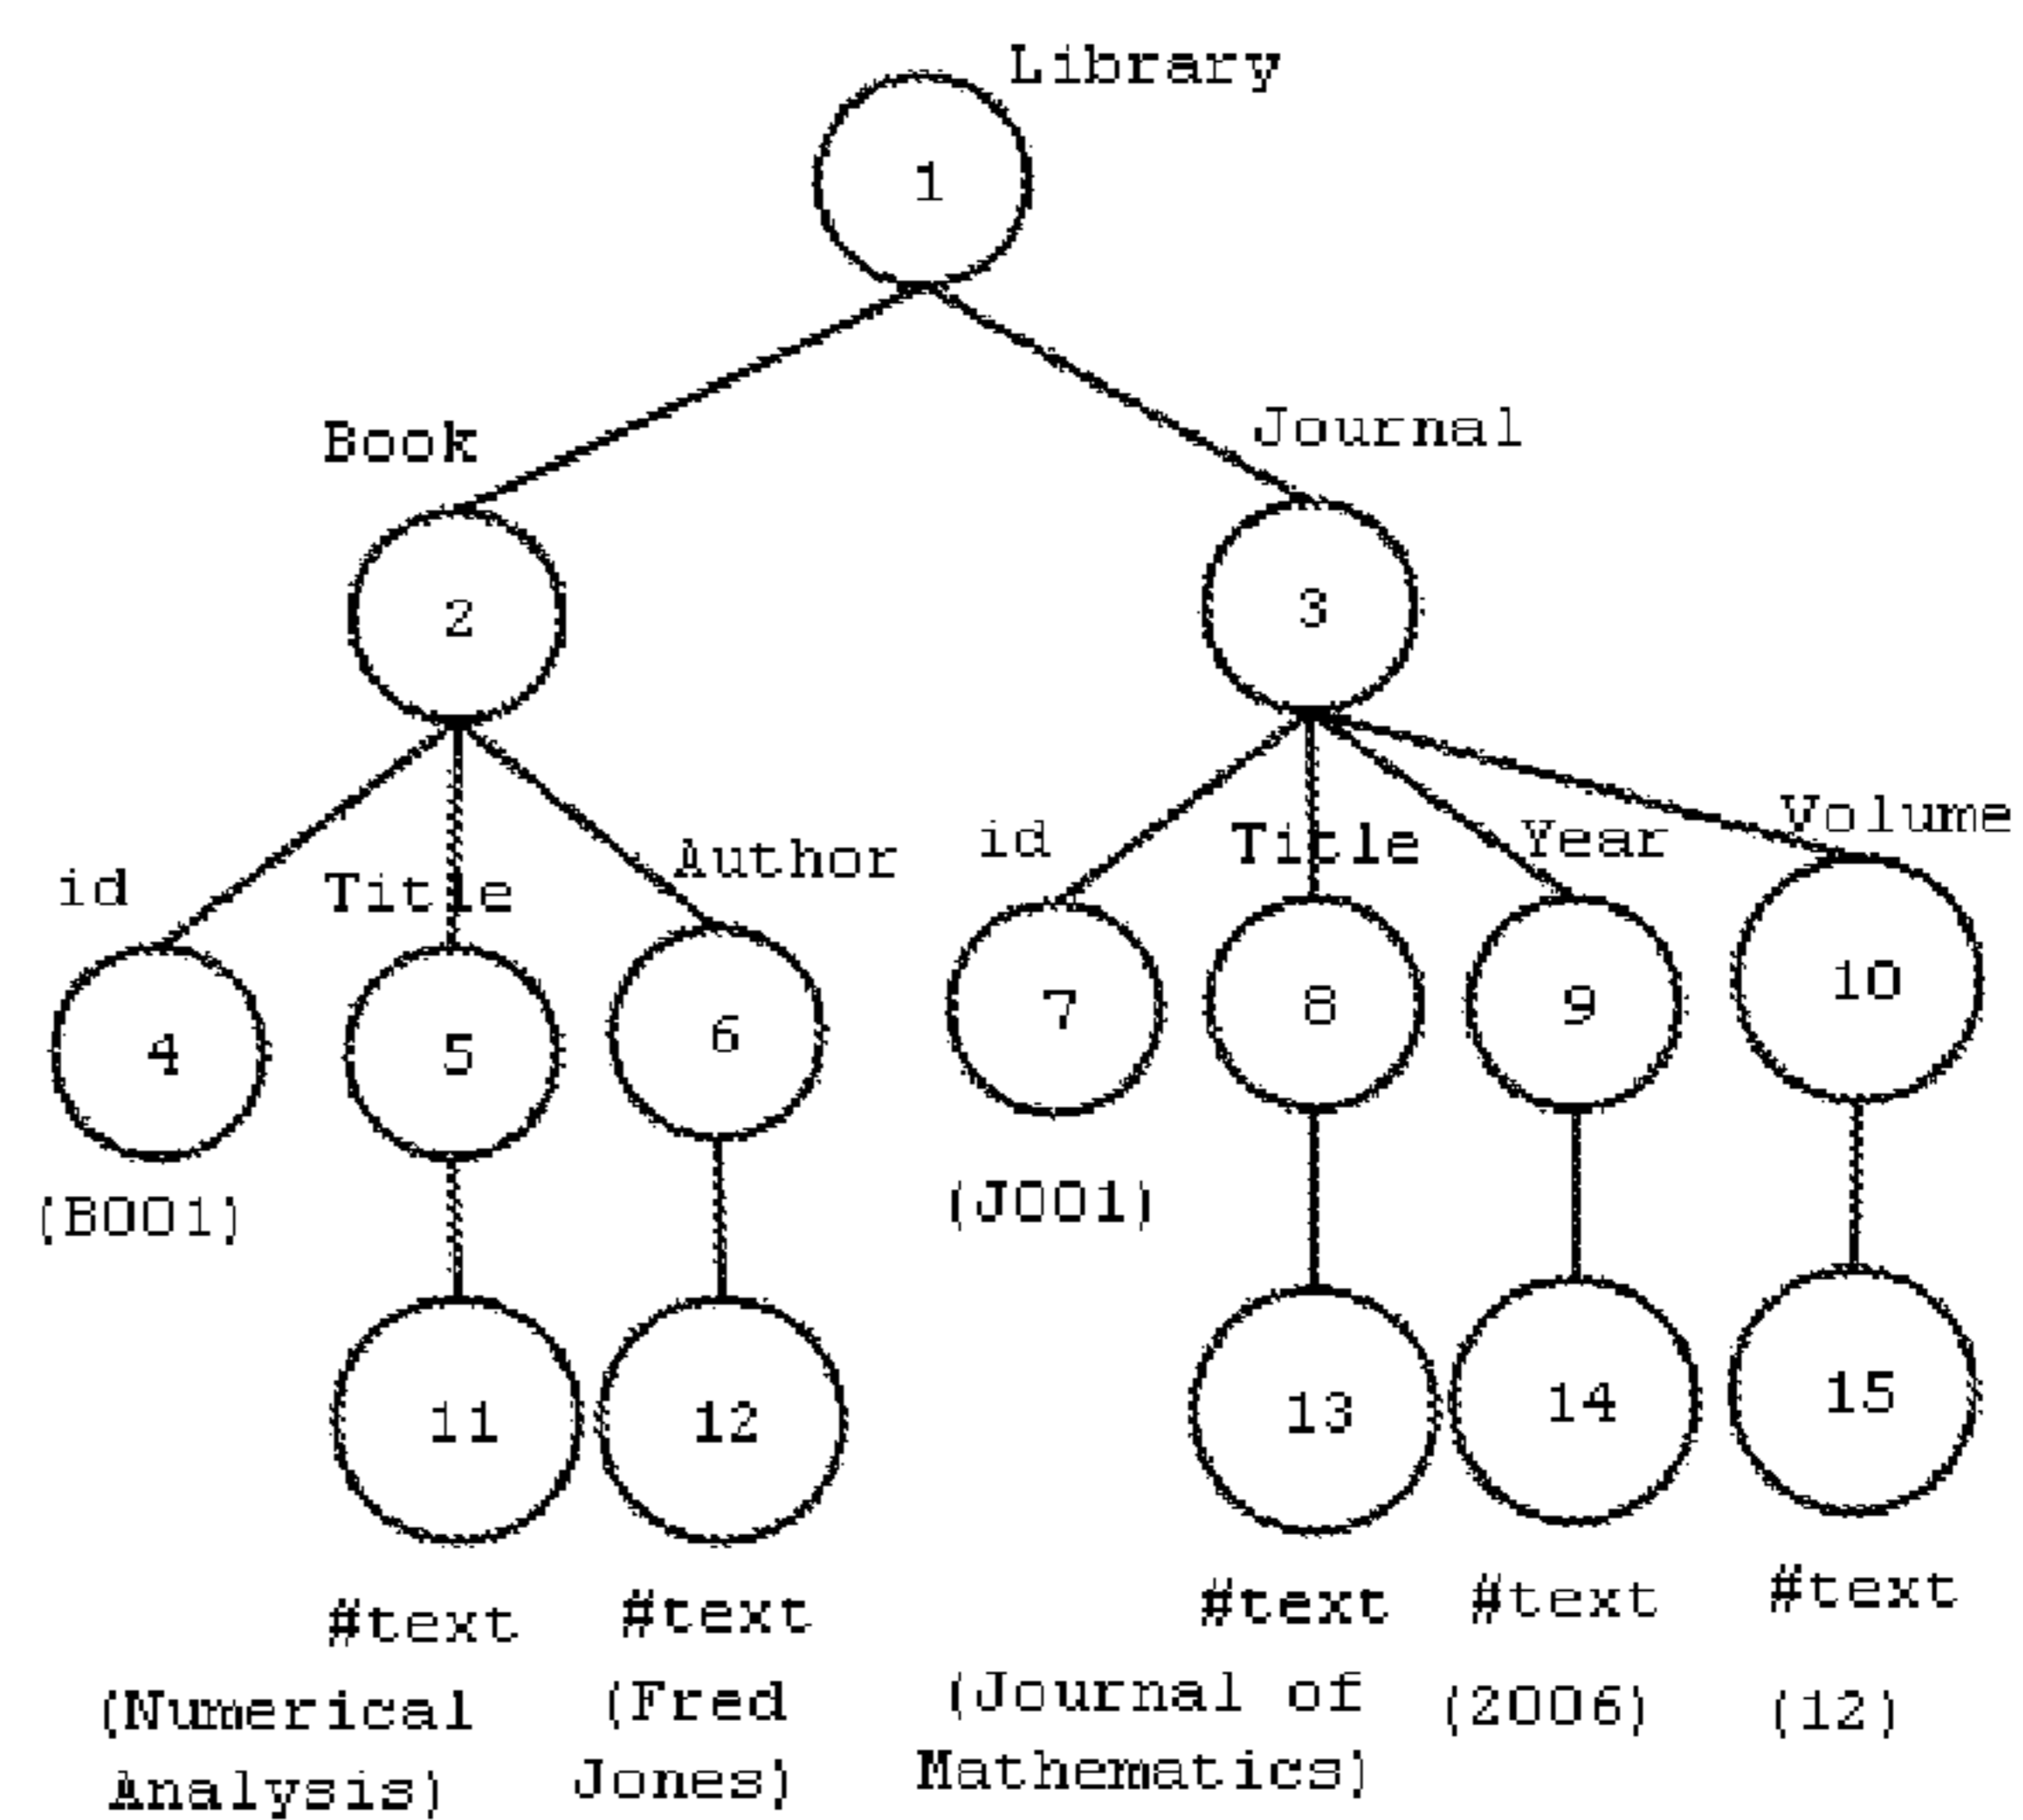 Library
1
Book
Journal
2
3
id
Title
Author
id
Title
Year
Volume
4
5
6
7
8
9
10
(B001)
(J001)
11
12
13
14
15
#text
#text
#text
#text
#text
(Numerical
Analysis)
(Fred
Jones)
(Journal of
Mathematics)
(2006)
(12)